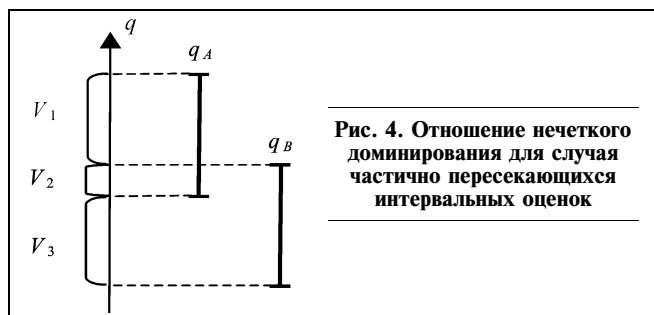 q
q A
V 1
q B
V 2
V 3
Рис. 4. Отношение нечеткого
доминирования для случая
частично пересекающихся
интервальных оценок